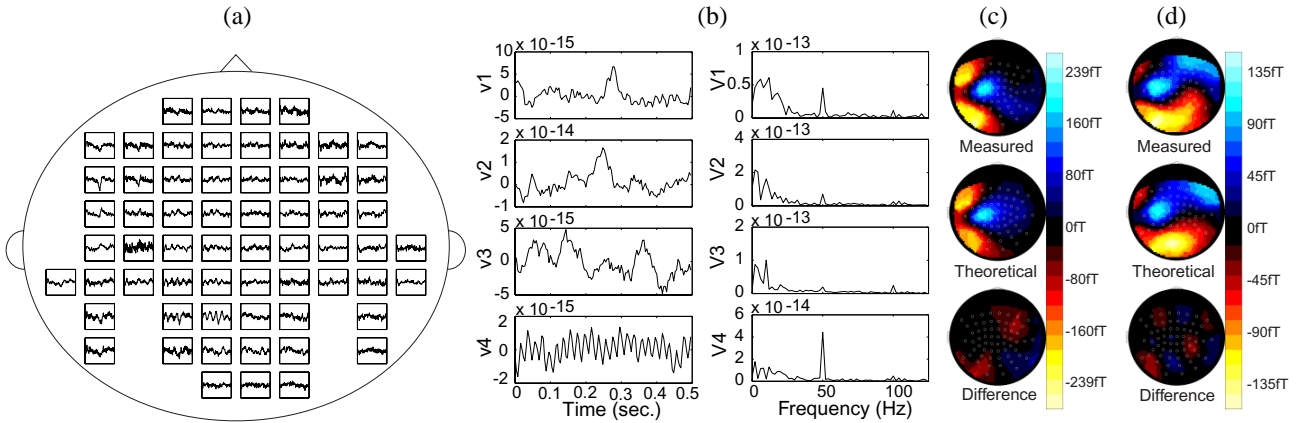 (a)
(b)
(c)
(d)
x 10-15
10
5
0
-5
v1
x 10-14
2
1
0
-1
v2
x 10-15
5
0
-5
v3
x 10-15
2
0
-2
v4
0 0.1 0.2 0.3 0.4 0.5
Time (sec.)
x 10-13
1
0.5
0
V1
x 10-13
4
2
0
V2
x 10-13
2
1
0
V3
x 10-14
6
4
2
0
V4
0 50 100
Frequency (Hz)
Measured
Theoretical
Difference
239fT
160fT
80fT
0fT
-80fT
-160fT
-239fT
Measured
Theoretical
Difference
135fT
90fT
45fT
0fT
-45fT
-90fT
-135fT